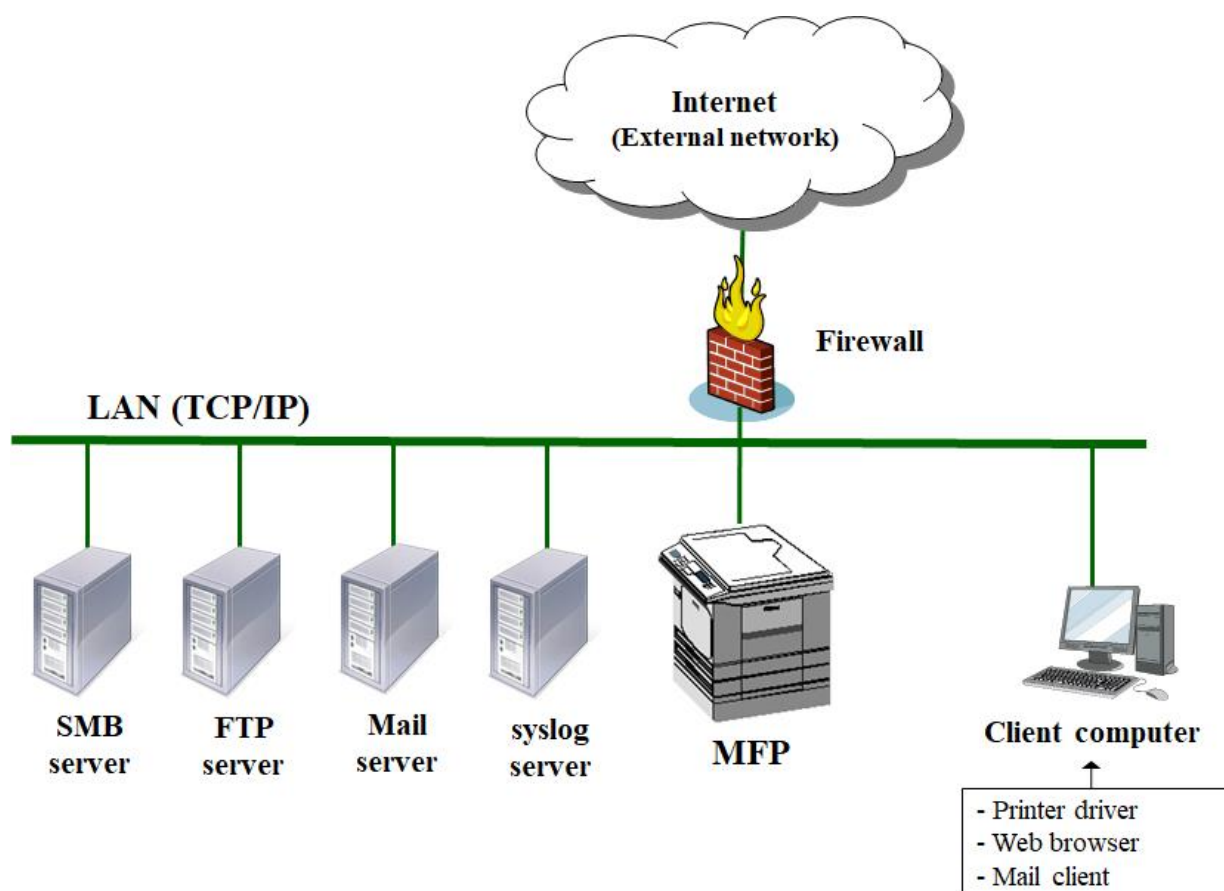 Internet
(External network)
Firewall
LAN (TCP/IP)
SMB
server
FTP
server
Mail
server
syslog
server
MFP
Client computer
- Printer driver
- Web browser
- Mail client